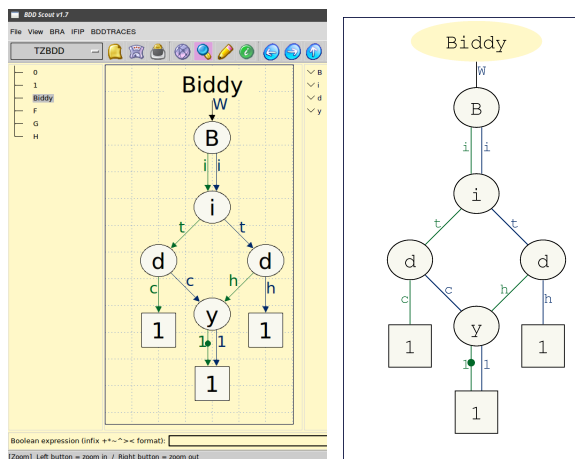 BDD Scout v1.7
File View BRA IFIP BDDTRACES
TZBDD
0
1
Biddy
F
G
H
Biddy
W
B
i i
i
t t
d d
c c h h
y
1 1
1 1
1
B
i
d
y
Boolean expression (infix +*~^>< format):
[Zoom] Left button = zoom in / Right button = zoom out
Biddy
W
B
i i
i
t t
d d
c c h h
y
1 1
1 1
1